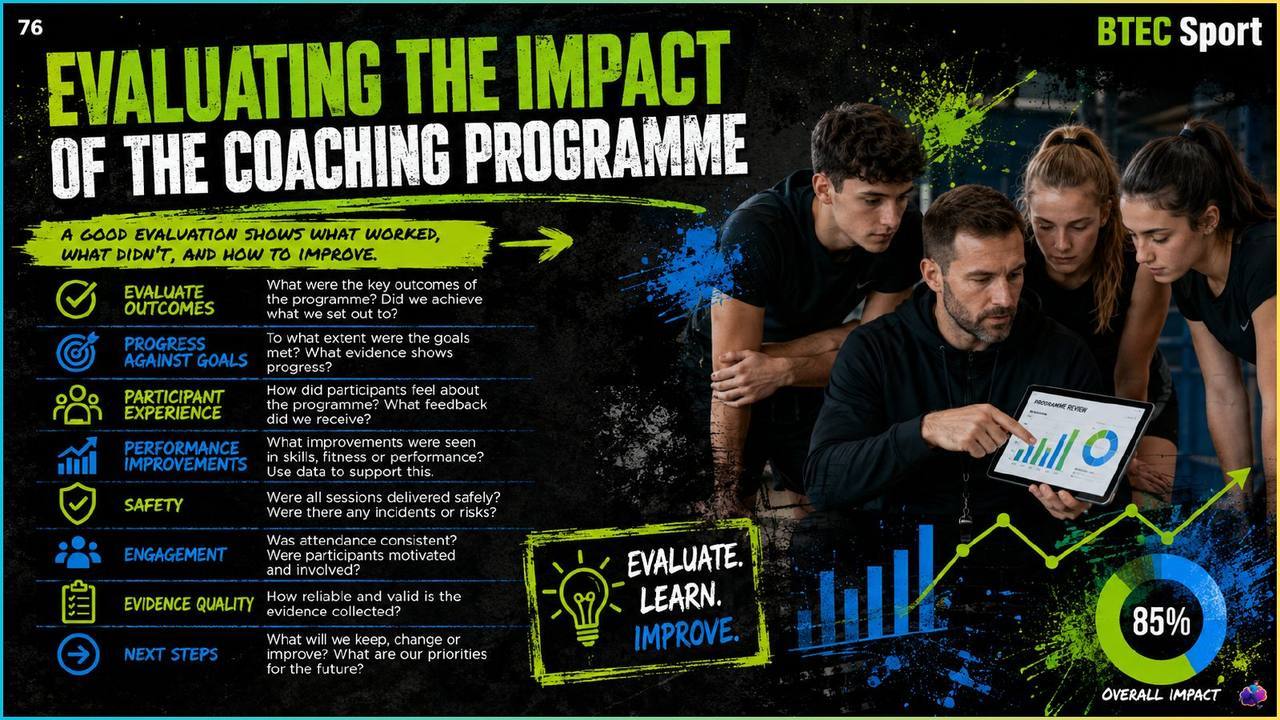 76
BTEC Sport
EVALUATING THE IMPACT
OF THE COACHING PROGRAMME
A GOOD EVALUATION SHOWS WHAT WORKED,
WHAT DIDN'T, AND HOW TO IMPROVE.
EVALUATE
OUTCOMES
What were the key outcomes of
the programme? Did we achieve
what we set out to?
PROGRESS
AGAINST GOALS
To what extent were the goals
met? What evidence shows
progress?
PARTICIPANT
EXPERIENCE
How did participants feel about
the programme? What feedback
did we receive?
PERFORMANCE
IMPROVEMENTS
What improvements were seen
in skills, fitness or performance?
Use data to support this.
SAFETY
Were all sessions delivered safely?
Were there any incidents or risks?
ENGAGEMENT
Was attendance consistent?
Were participants motivated
and involved?
EVIDENCE QUALITY
How reliable and valid is the
evidence collected?
NEXT STEPS
What will we keep, change or
improve? What are our priorities
for the future?
EVALUATE.
LEARN.
IMPROVE.
PROGRAMME REVIEW
85%
OVERALL IMPACT